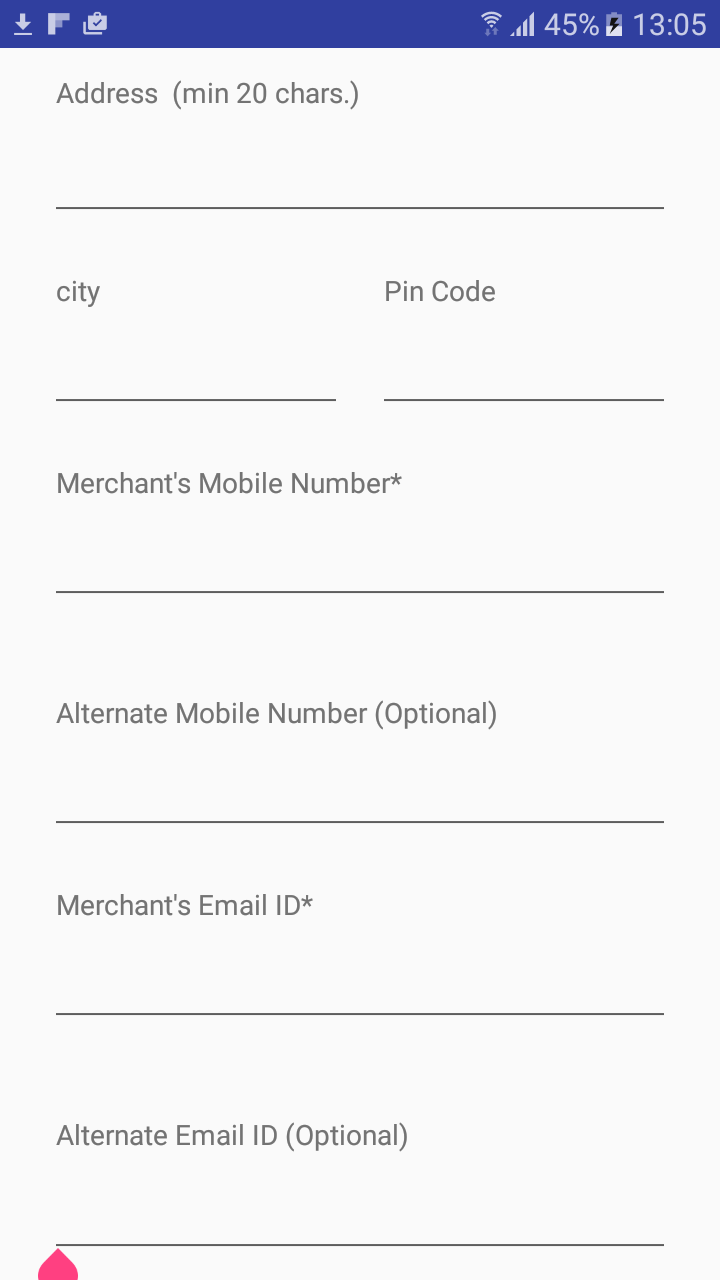 45% 13:05
Address (min 20 chars.)
city Pin Code
Merchant's Mobile Number*
Alternate Mobile Number (Optional)
Merchant's Email ID*
Alternate Email ID (Optional)